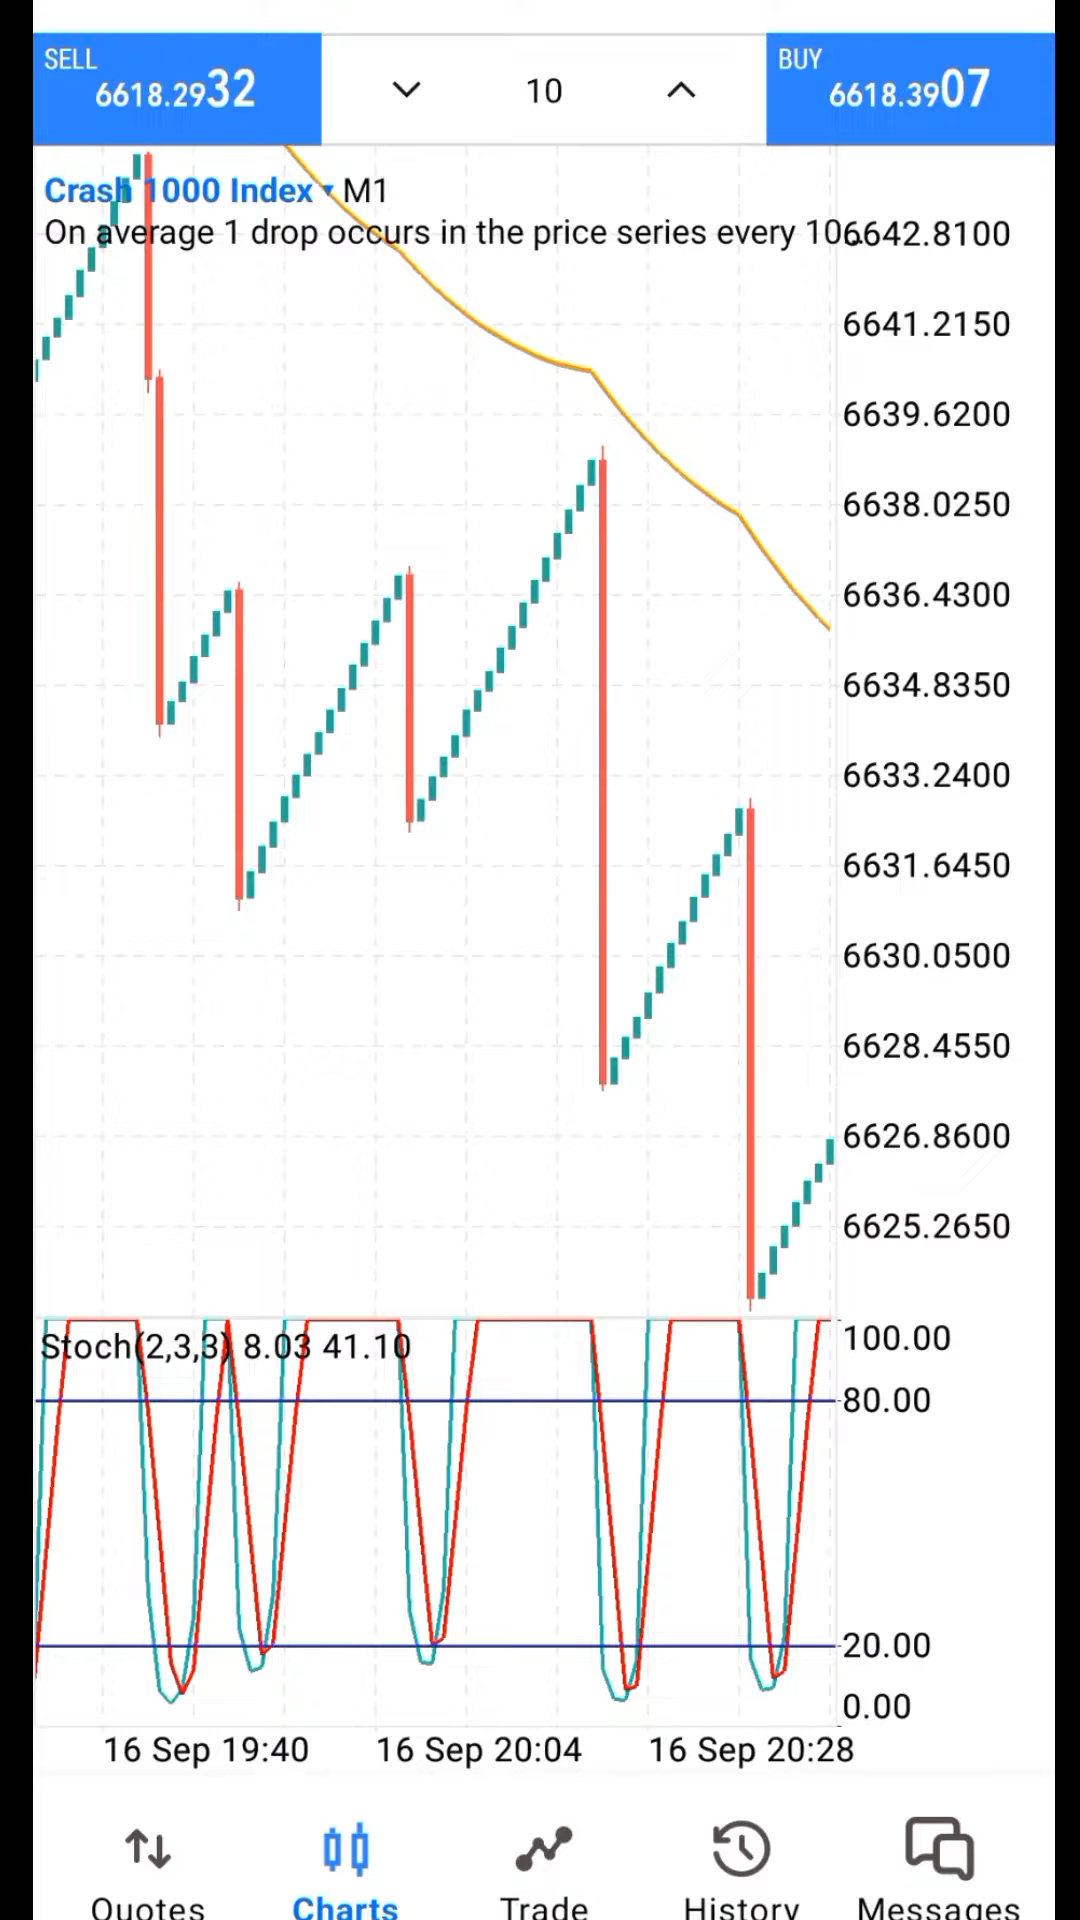 SELL
BUY
6618.2932
10
6618.3907
Crash 1000 Index ▾ M1
On average 1 drop occurs in the price series every 10...
6642.8100
6641.2150
6639.6200
6638.0250
6636.4300
6634.8350
6633.2400
6631.6450
6630.0500
6628.4550
6626.8600
6625.2650
Stoch(2,3,3) 8.03 41.10
100.00
80.00
20.00
0.00
16 Sep 19:40
16 Sep 20:04
16 Sep 20:28
Quotes
Charts
Trade
History
Messages